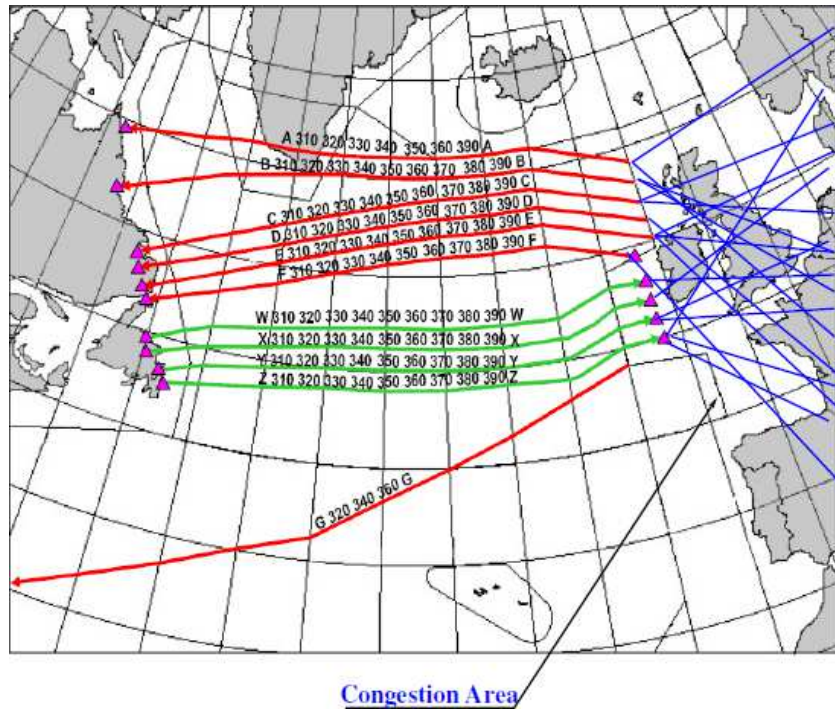 A 310 320 330 340 350 360 390 A
B 310 320 330 340 350 360 370 380 390 B
C 310 320 330 340 350 360 370 380 390 C
D 310 320 330 340 350 360 370 380 390 D
E 310 320 330 340 350 360 370 380 390 E
F 310 320 330 340 350 360 370 380 390 F
W 310 320 330 340 350 360 370 380 390 W
X 310 320 330 340 350 360 370 380 390 X
Y 310 320 330 340 350 360 370 380 390 Y
Z 310 320 330 340 350 360 370 380 390 Z
G 320 340 360 G
Congestion Area